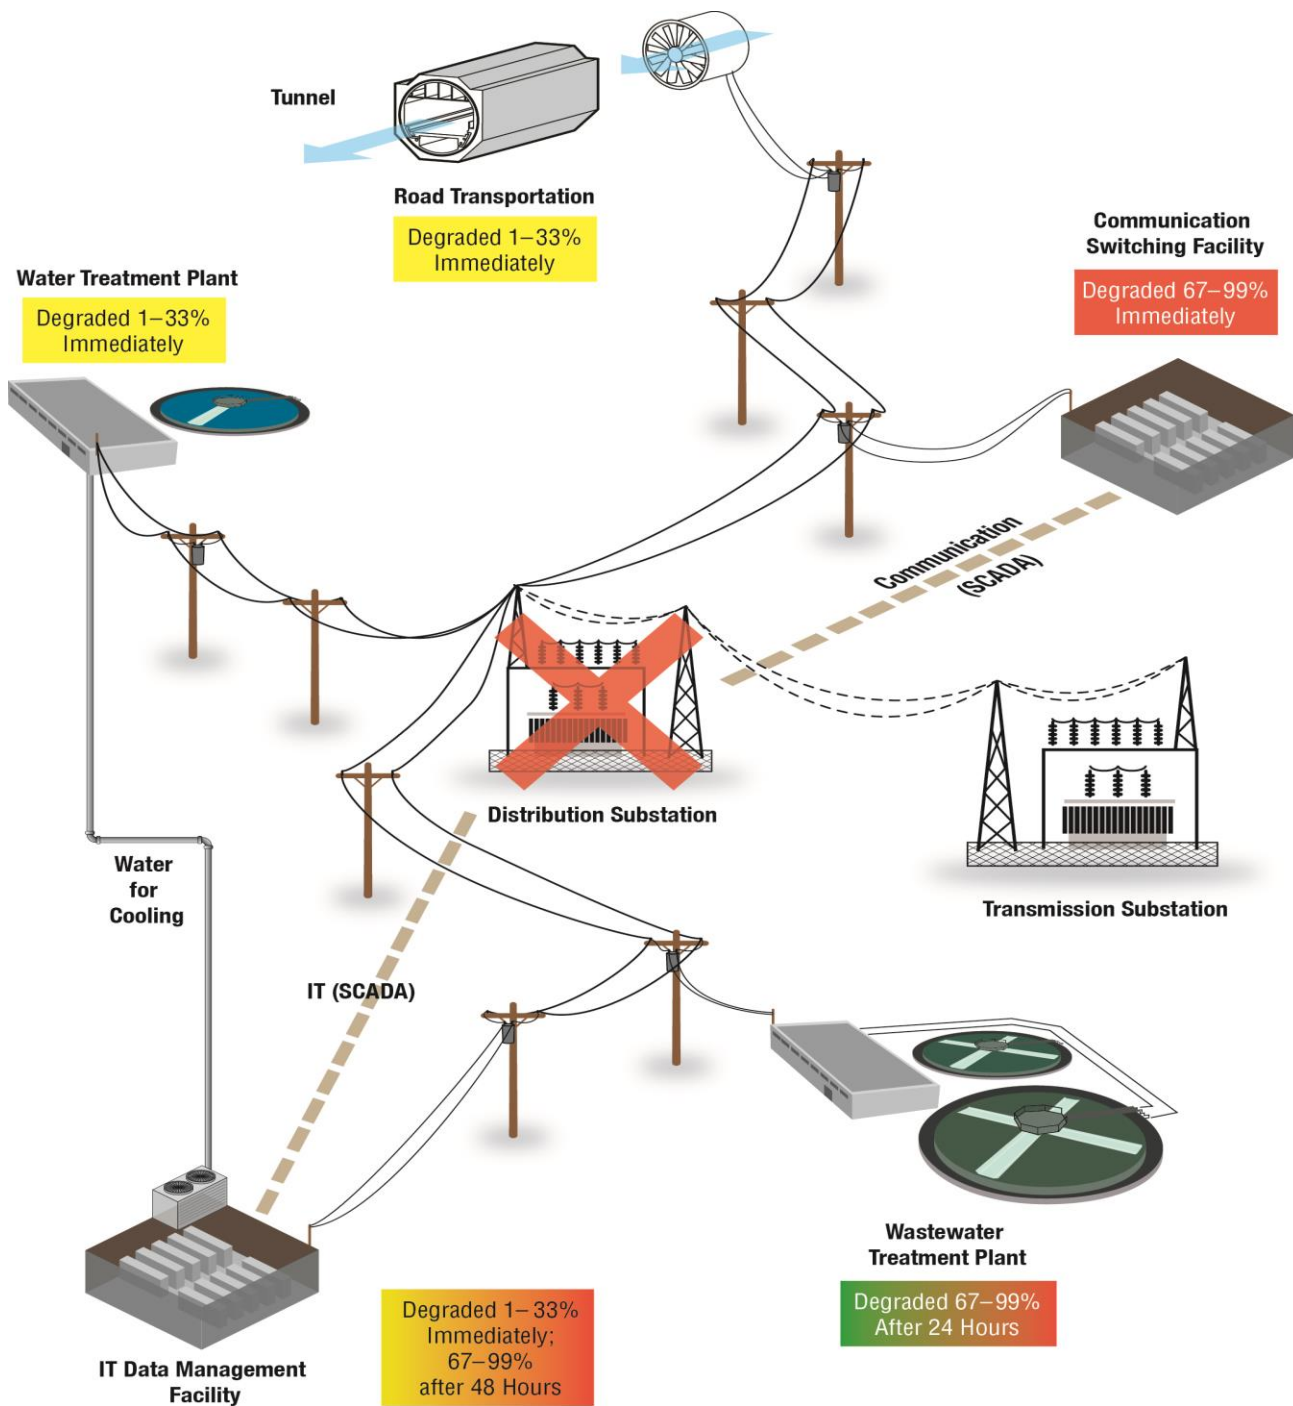 Tunnel
Road Transportation
Degraded 1–33%
Immediately
Communication
Switching Facility
Degraded 67–99%
Immediately
Water Treatment Plant
Degraded 1–33%
Immediately
Communication
(SCADA)
Distribution Substation
Transmission Substation
Water
for
Cooling
IT (SCADA)
Wastewater
Treatment Plant
Degraded 67–99%
After 24 Hours
IT Data Management
Facility
Degraded 1–33%
Immediately;
67–99%
after 48 Hours